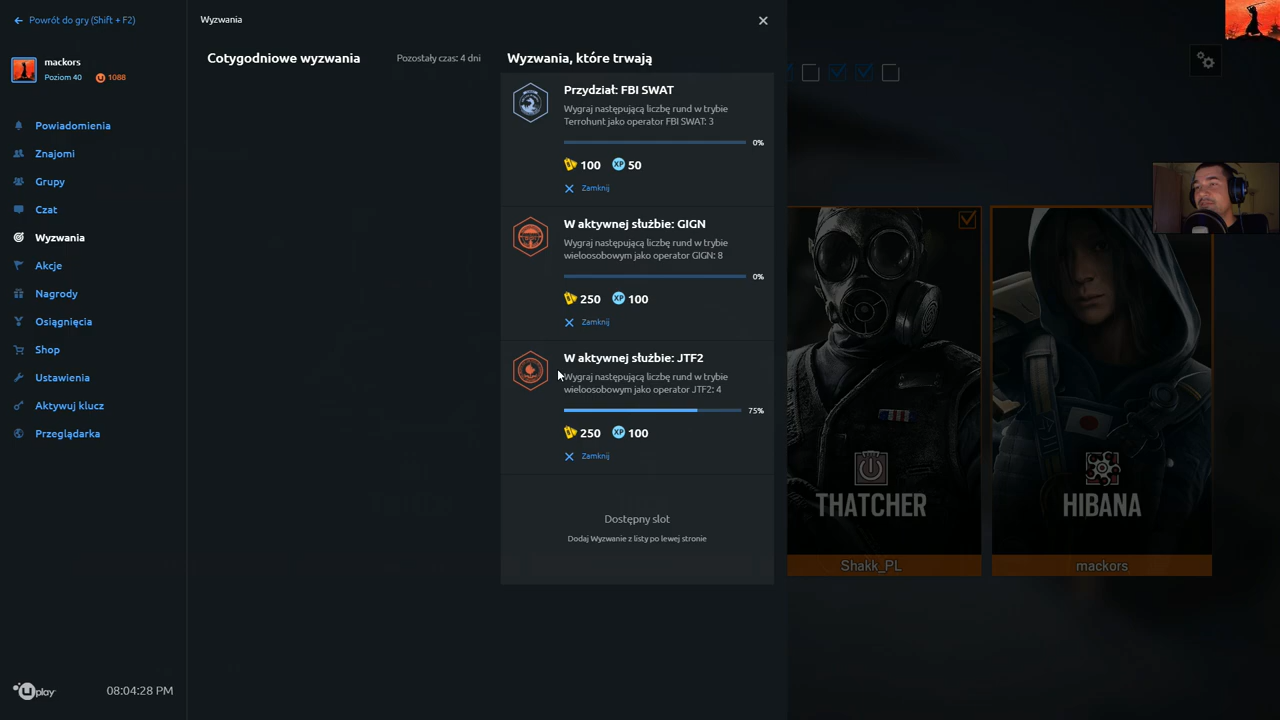 Powrót do gry (Shift + F2)
mackors
Poziom 40
1088
Powiadomienia
Znajomi
Grupy
Czat
Wyzwania
Akcje
Nagrody
Osiągnięcia
Shop
Ustawienia
Aktywuj klucz
Przeglądarka
uplay
08:04:28 PM
Wyzwania
Cotygodniowe wyzwania
Pozostały czas: 4 dni
Wyzwania, które trwają
Przydział: FBI SWAT
Wygraj następującą liczbę rund w trybie
Terrohunt jako operator FBI SWAT: 3
0%
100 XP 50
Zamknij
W aktywnej służbie: GIGN
Wygraj następującą liczbę rund w trybie
wieloosobowym jako operator GIGN: 8
0%
250 XP 100
Zamknij
W aktywnej służbie: JTF2
Wygraj następującą liczbę rund w trybie
wieloosobowym jako operator JTF2: 4
75%
250 XP 100
Zamknij
Dostępny slot
Dodaj Wyzwanie z listy po lewej stronie
THATCHER
Shakk_PL
HIBANA
mackors